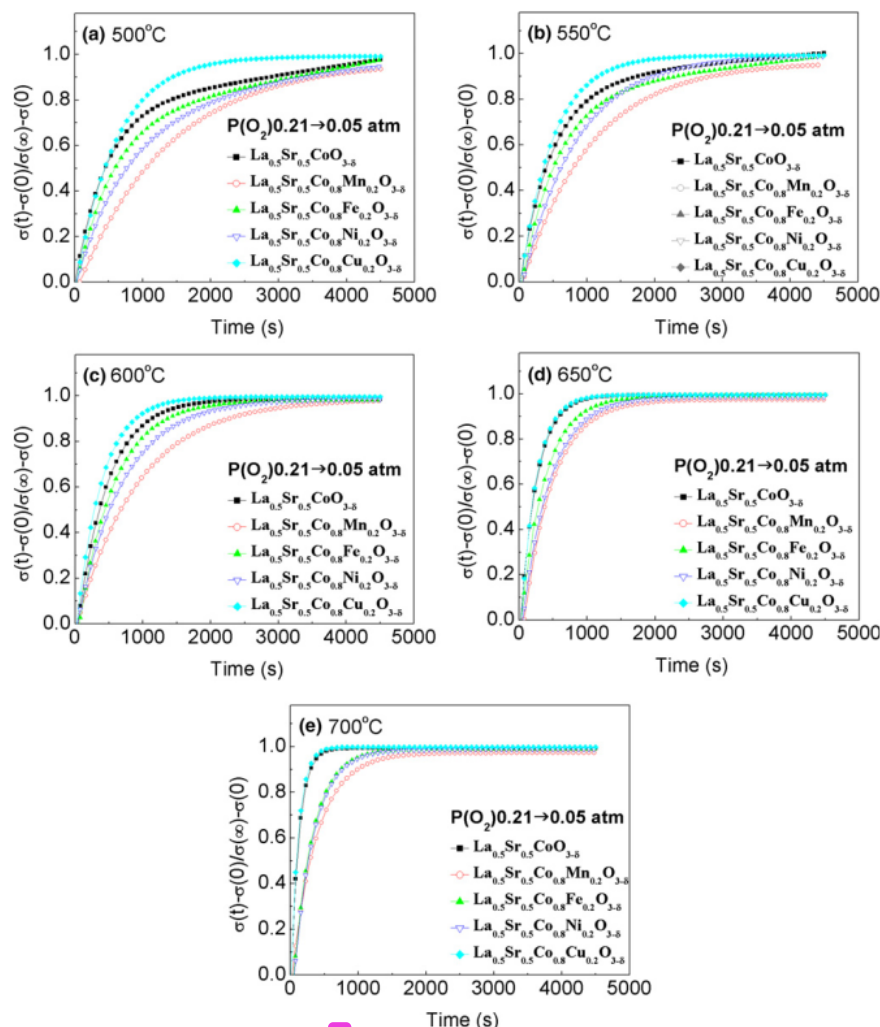 (a) 500°C
σ(t)-σ(0)/σ(∞)-σ(0)
1.0
0.8
0.6
0.4
0.2
0.0
P(O₂)0.21→0.05 atm
La₀.₅Sr₀.₅CoO₃₋δ
La₀.₅Sr₀.₅Co₀.₈Mn₀.₂O₃₋δ
La₀.₅Sr₀.₅Co₀.₈Fe₀.₂O₃₋δ
La₀.₅Sr₀.₅Co₀.₈Ni₀.₂O₃₋δ
La₀.₅Sr₀.₅Co₀.₈Cu₀.₂O₃₋δ
0 1000 2000 3000 4000 5000
Time (s)
(b) 550°C
σ(t)-σ(0)/σ(∞)-σ(0)
1.0
0.8
0.6
0.4
0.2
0.0
P(O₂)0.21→0.05 atm
La₀.₅Sr₀.₅CoO₃₋δ
La₀.₅Sr₀.₅Co₀.₈Mn₀.₂O₃₋δ
La₀.₅Sr₀.₅Co₀.₈Fe₀.₂O₃₋δ
La₀.₅Sr₀.₅Co₀.₈Ni₀.₂O₃₋δ
La₀.₅Sr₀.₅Co₀.₈Cu₀.₂O₃₋δ
0 1000 2000 3000 4000 5000
Time (s)
(c) 600°C
σ(t)-σ(0)/σ(∞)-σ(0)
1.0
0.8
0.6
0.4
0.2
0.0
P(O₂)0.21→0.05 atm
La₀.₅Sr₀.₅CoO₃₋δ
La₀.₅Sr₀.₅Co₀.₈Mn₀.₂O₃₋δ
La₀.₅Sr₀.₅Co₀.₈Fe₀.₂O₃₋δ
La₀.₅Sr₀.₅Co₀.₈Ni₀.₂O₃₋δ
La₀.₅Sr₀.₅Co₀.₈Cu₀.₂O₃₋δ
0 1000 2000 3000 4000 5000
Time (s)
(d) 650°C
σ(t)-σ(0)/σ(∞)-σ(0)
1.0
0.8
0.6
0.4
0.2
0.0
P(O₂)0.21→0.05 atm
La₀.₅Sr₀.₅CoO₃₋δ
La₀.₅Sr₀.₅Co₀.₈Mn₀.₂O₃₋δ
La₀.₅Sr₀.₅Co₀.₈Fe₀.₂O₃₋δ
La₀.₅Sr₀.₅Co₀.₈Ni₀.₂O₃₋δ
La₀.₅Sr₀.₅Co₀.₈Cu₀.₂O₃₋δ
0 1000 2000 3000 4000 5000
Time (s)
(e) 700°C
σ(t)-σ(0)/σ(∞)-σ(0)
1.0
0.8
0.6
0.4
0.2
0.0
P(O₂)0.21→0.05 atm
La₀.₅Sr₀.₅CoO₃₋δ
La₀.₅Sr₀.₅Co₀.₈Mn₀.₂O₃₋δ
La₀.₅Sr₀.₅Co₀.₈Fe₀.₂O₃₋δ
La₀.₅Sr₀.₅Co₀.₈Ni₀.₂O₃₋δ
La₀.₅Sr₀.₅Co₀.₈Cu₀.₂O₃₋δ
0 1000 2000 3000 4000 5000
Time (s)